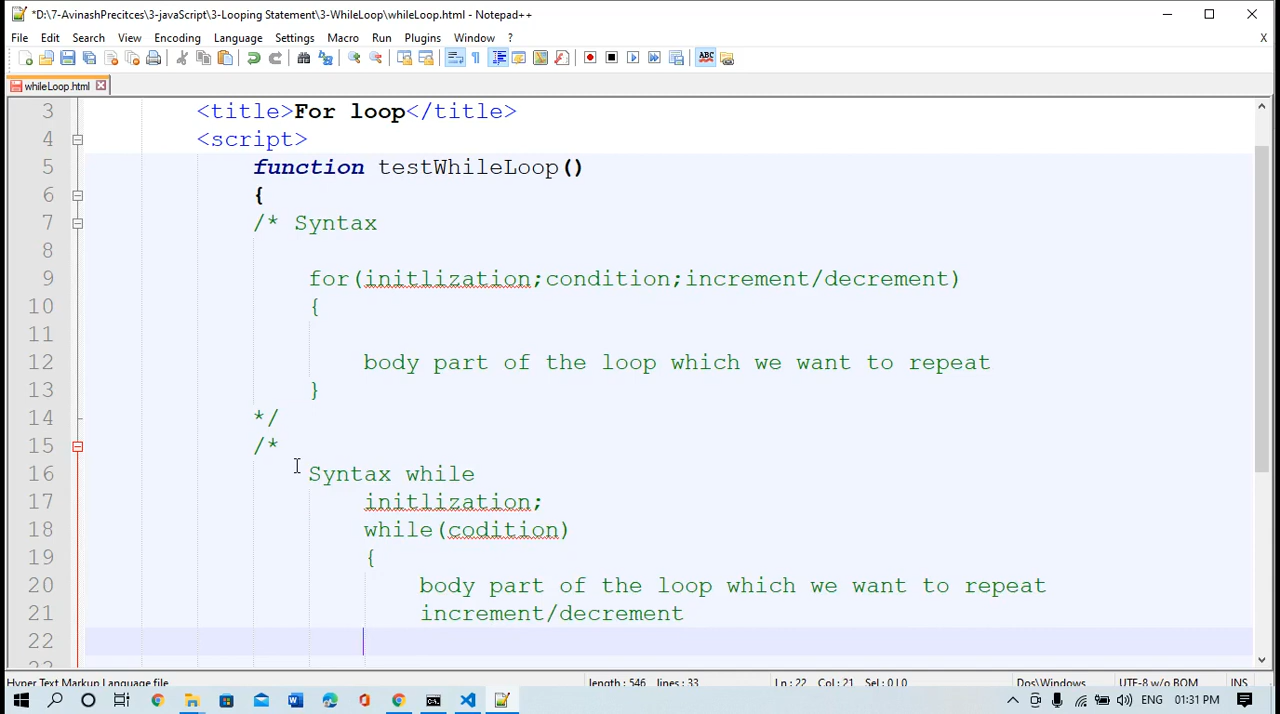 *D:\7-AvinashPrecitces\3-javaScript\3-Looping Statement\3-WhileLoop\whileLoop.html - Notepad++
File Edit Search View Encoding Language Settings Macro Run Plugins Window ? X
whileLoop.html
3 <title>For loop</title>
4 <script>
5 function testWhileLoop()
6 {
7 /* Syntax
8
9 for(initlization;condition;increment/decrement)
10 {
11
12 body part of the loop which we want to repeat
13 }
14 */
15 /*
16 Syntax while
17 initlization;
18 while(codition)
19 {
20 body part of the loop which we want to repeat
21 increment/decrement
22
Hyper Text Markup Language file length : 546 lines : 33 Ln : 22 Col : 21 Sel : 0 | 0 Dos\Windows UTF-8 w/o BOM INS
ENG 01:31 PM